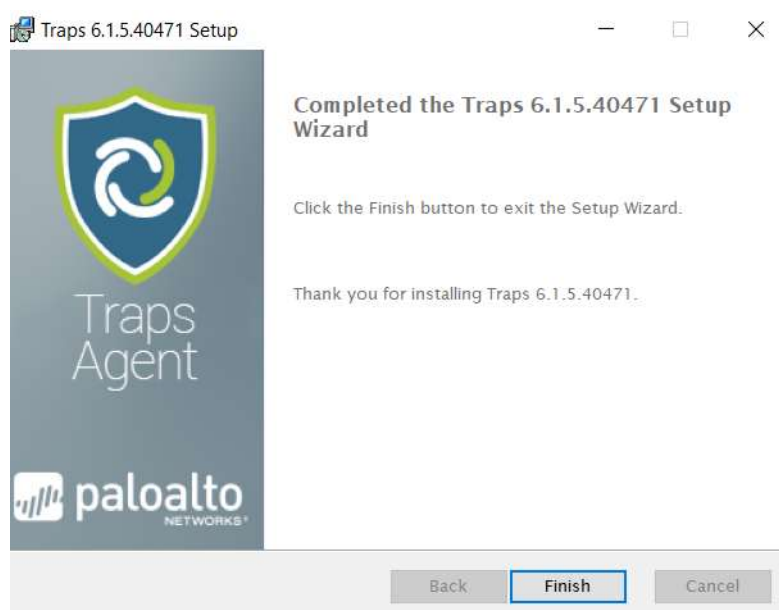 Traps 6.1.5.40471 Setup
Completed the Traps 6.1.5.40471 Setup
Wizard
Click the Finish button to exit the Setup Wizard.
Thank you for installing Traps 6.1.5.40471.
Traps
Agent
paloalto
NETWORKS®
Back
Finish
Cancel